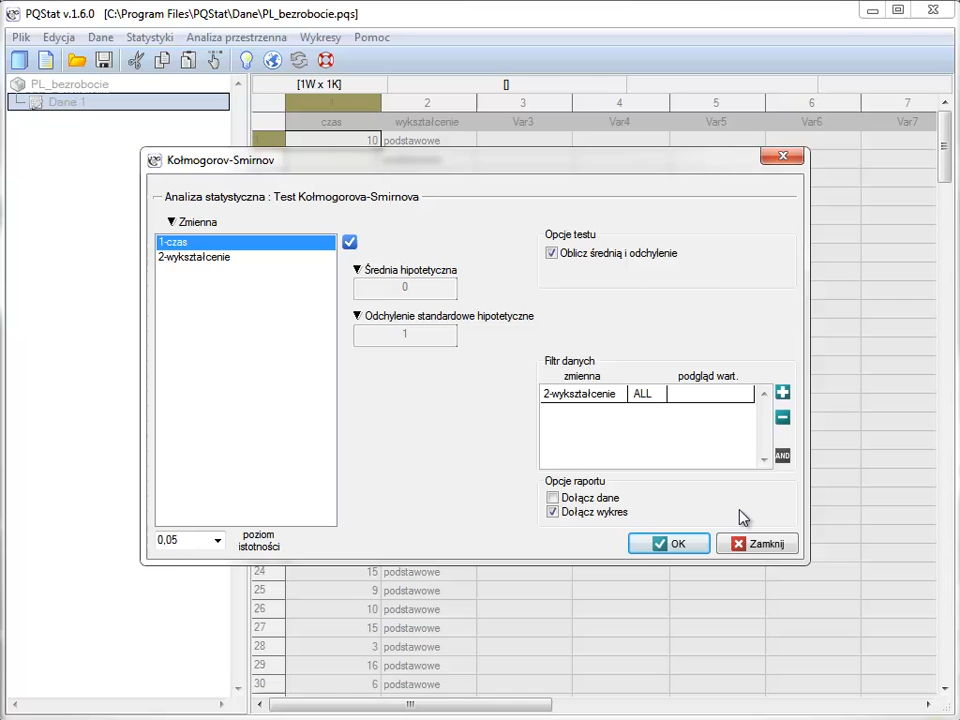 PQStat v.1.6.0 [C:\Program Files\PQStat\Dane\PL_bezrobocie.pqs]
Plik Edycja Dane Statystyki Analiza przestrzenna Wykresy Pomoc
PL_bezrobocie
Dane 1
[1W x 1K] []
1 2 3 4 5 6 7
czas wykształcenie Var3 Var4 Var5 Var6 Var7
1 10 podstawowe
podstawowe
Kołmogorov-Smirnov
Analiza statystyczna : Test Kołmogorova-Smirnova
Zmienna
1-czas
2-wykształcenie
Średnia hipotetyczna
0
Odchylenie standardowe hipotetyczne
1
Opcje testu
Oblicz średnią i odchylenie
Filtr danych
zmienna podgląd wart.
2-wykształcenie ALL
AND
Opcje raportu
Dołącz dane
Dołącz wykres
0,05 poziom
istotności
OK Zamknij
24 15 podstawowe
25 9 podstawowe
26 10 podstawowe
27 15 podstawowe
28 3 podstawowe
29 16 podstawowe
30 6 podstawowe